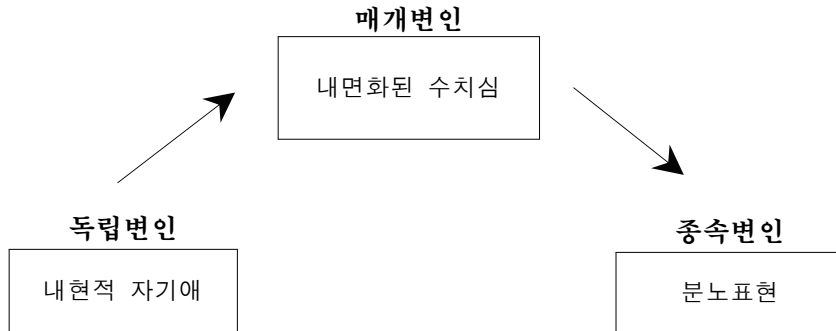 매개변인
내면화된 수치심
독립변인
내현적 자기애
종속변인
분노표현